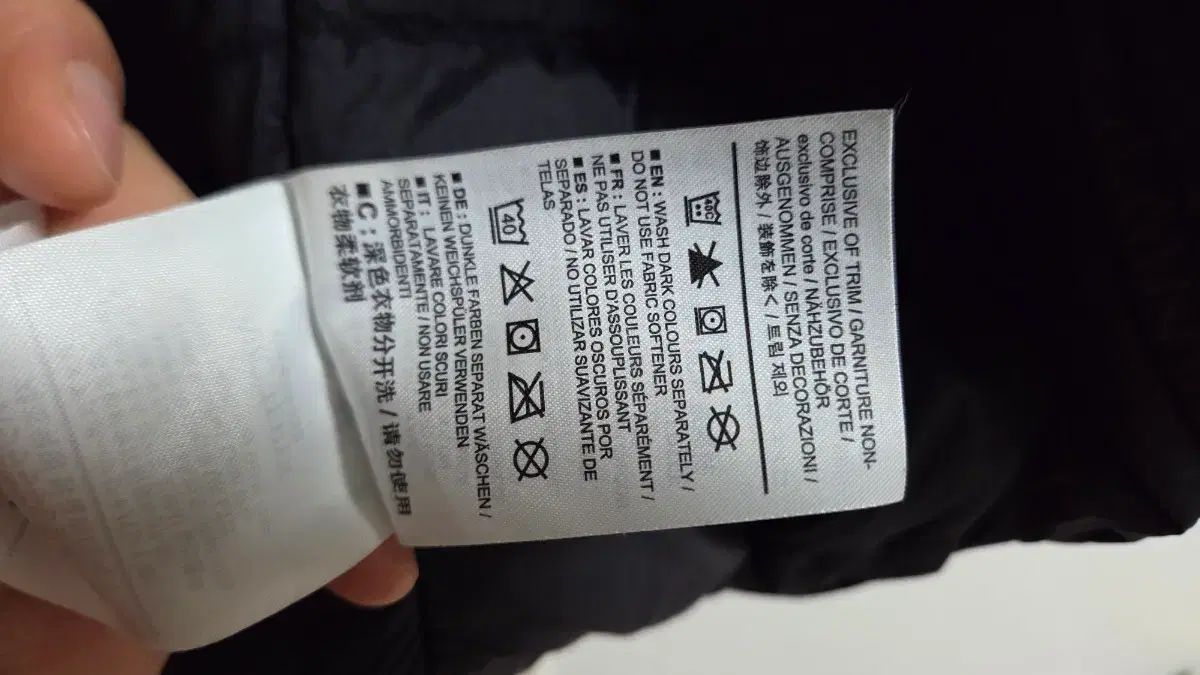 EXCLUSIVE OF TRIM / GARNITURE NON-
COMPRISE / EXCLUSIVO DE CORTE /
exclusivo de corte / NÄHZUBEHÖR
AUSGENOMMEN / SENZA DECORAZIONI /
饰边除外 / 装飾を除く / 트림 제외
40C
■ EN : WASH DARK COLOURS SEPARATELY /
DO NOT USE FABRIC SOFTENER
■ FR : LAVER LES COULEURS SÉPARÉMENT /
NE PAS UTILISER D'ASSOUPLISSANT
■ ES : LAVAR COLORES OSCUROS POR
SEPARADO / NO UTILIZAR SUAVIZANTE DE
TELAS
40
■ DE : DUNKLE FARBEN SEPARAT WÄSCHEN /
KEINEN WEICHSPÜLER VERWENDEN
■ IT : LAVARE COLORI SCURI
SEPARATAMENTE / NON USARE
AMMORBIDENTI
■ C : 深色衣物分开洗 / 请勿使用
衣物柔软剂